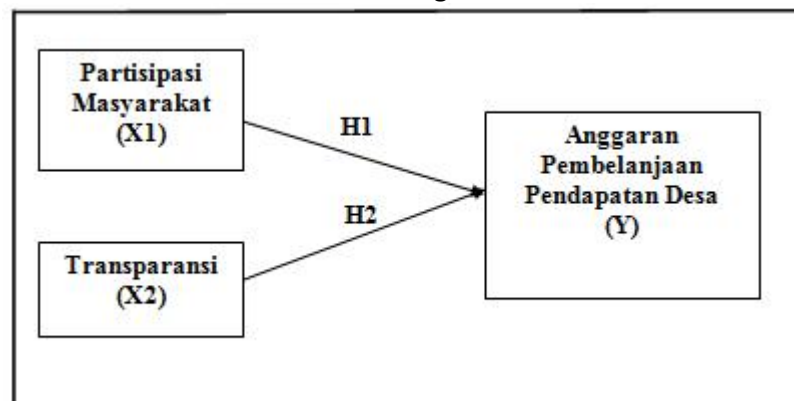 Partisipasi
Masyarakat
(X1)
H1
Anggaran
Pembelanjaan
Pendapatan Desa
(Y)
H2
Transparansi
(X2)